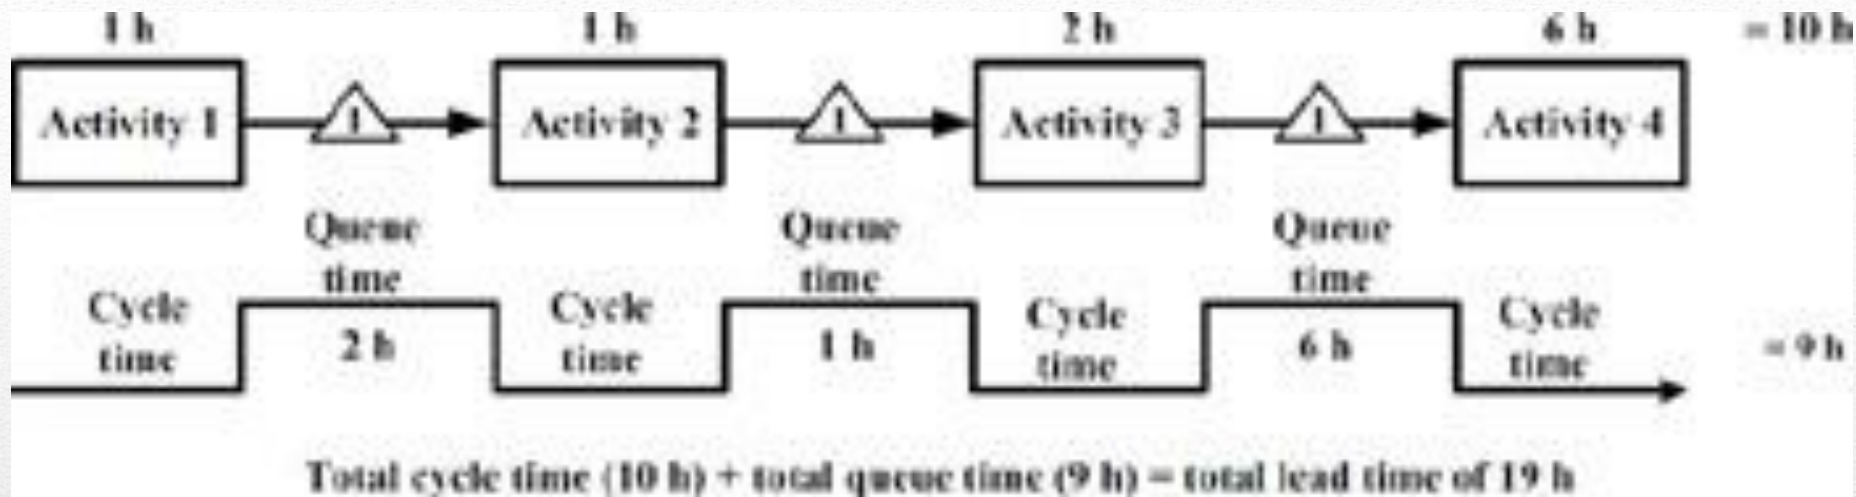 1 h 1 h 2 h 6 h = 10 h
Activity 1 I Activity 2 I Activity 3 I Activity 4
Queue Queue Queue
time time time
Cycle Cycle Cycle Cycle
time 2 h time 1 h time 6 h time = 9 h
Total cycle time (10 h) + total queue time (9 h) = total lead time of 19 h